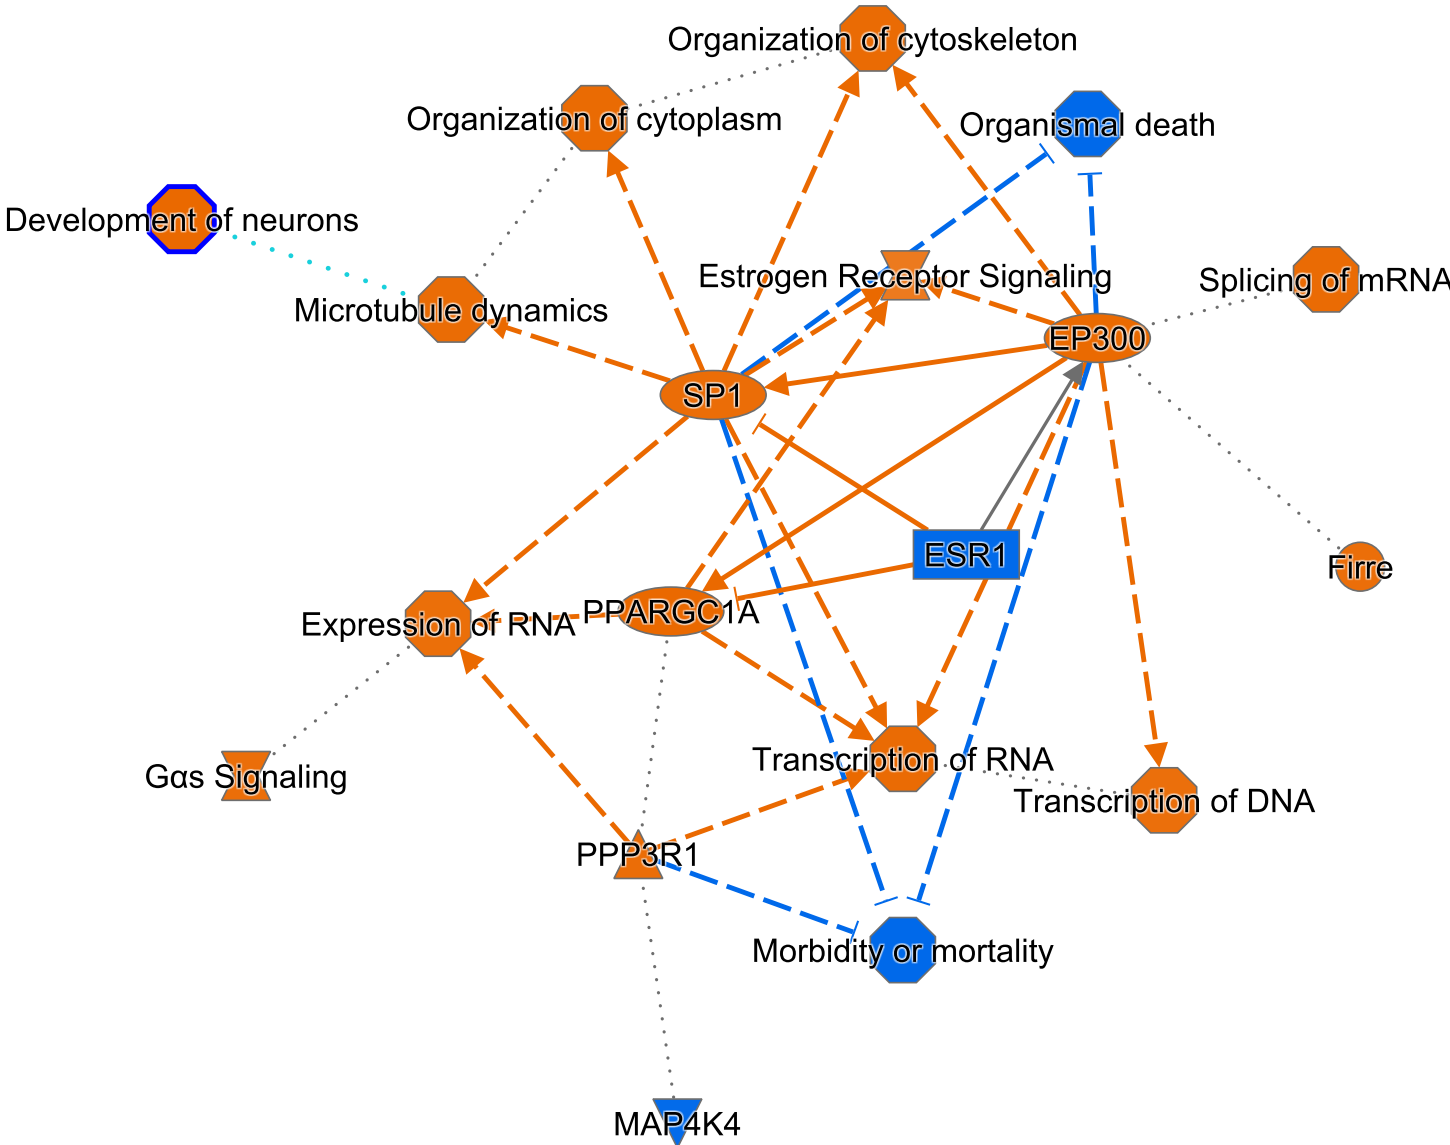 Organization of cytoskeleton
Organization of cytoplasm
Organismal death
Development of neurons
Estrogen Receptor Signaling
Splicing of mRNA
Microtubule dynamics
EP300
SP1
ESR1
Firre
PPARGC1A
Expression of RNA
Transcription of RNA
Gαs Signaling
Transcription of DNA
PPP3R1
Morbidity or mortality
MAP4K4